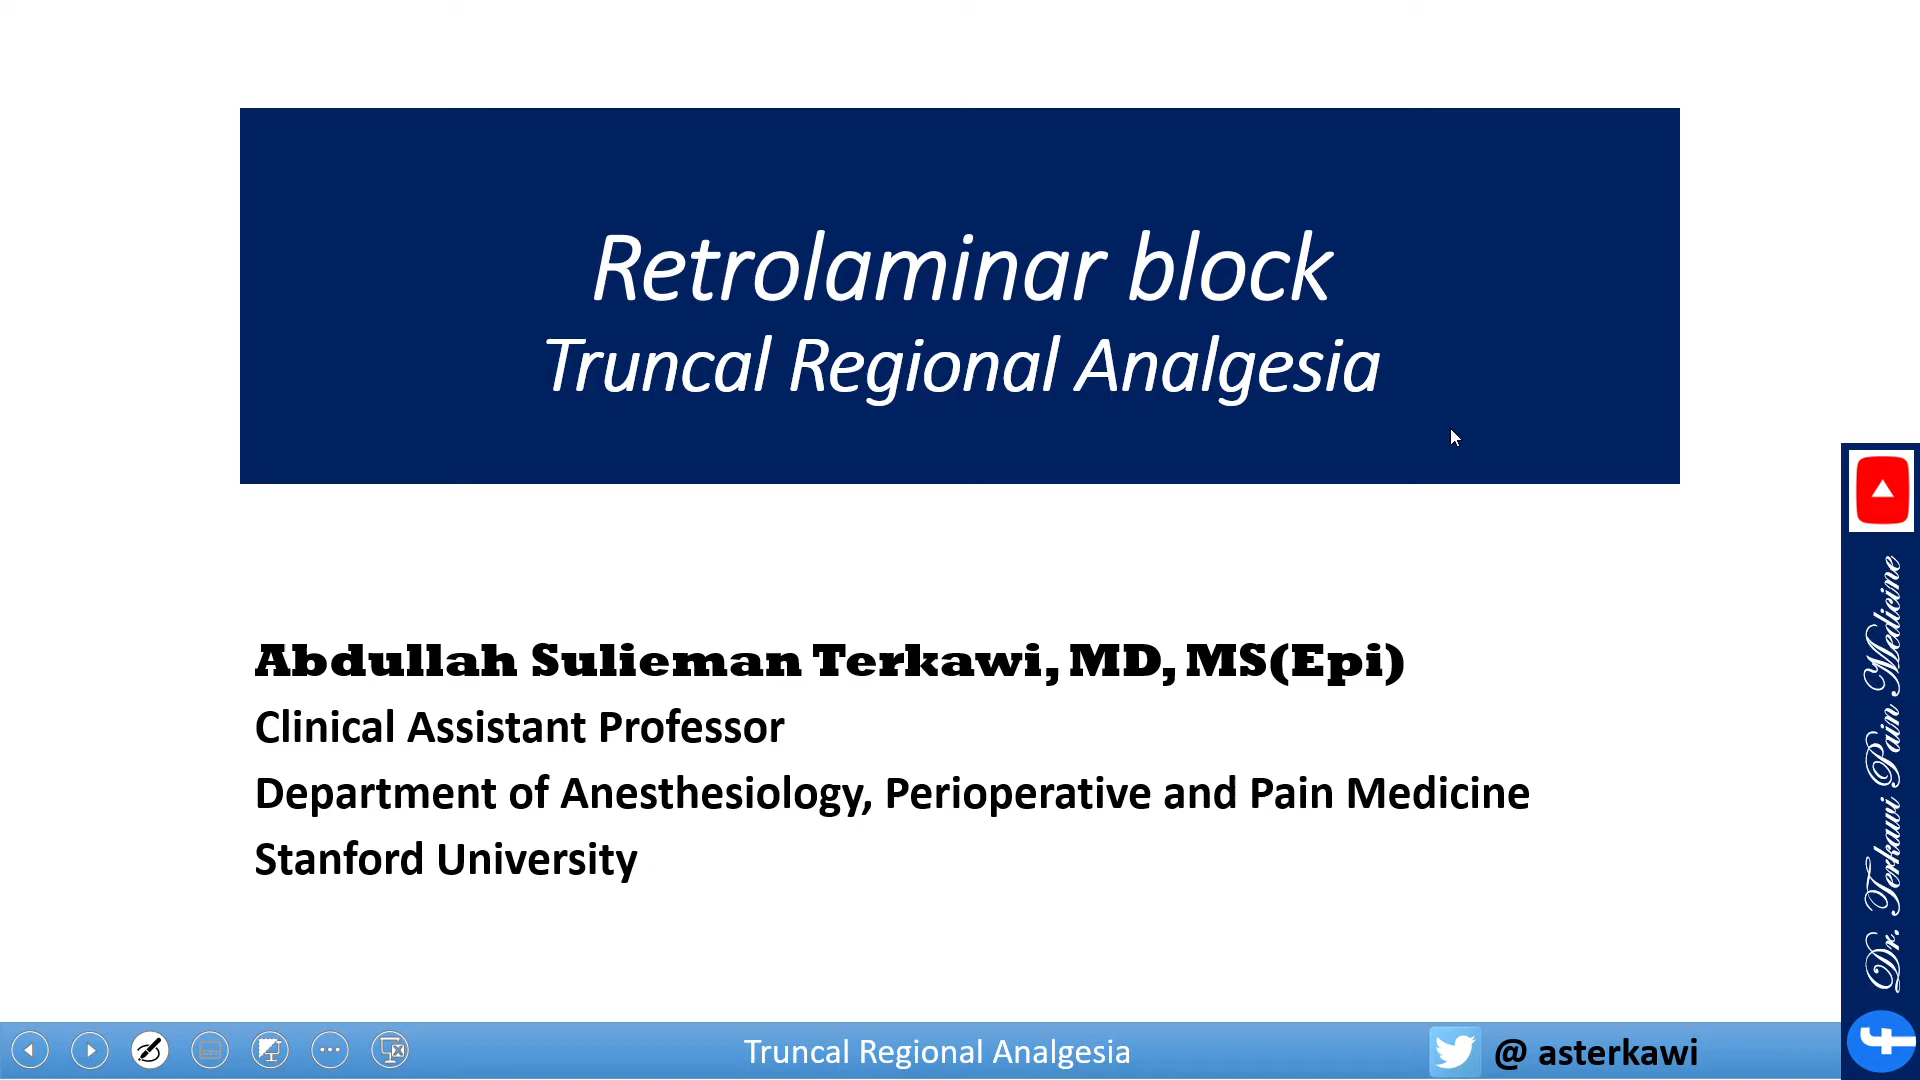 Retrolaminar block
Truncal Regional Analgesia
Abdullah Sulieman Terkawi, MD, MS(Epi)
Clinical Assistant Professor
Department of Anesthesiology, Perioperative and Pain Medicine
Stanford University
Dr. Terkawi Pain Medicine
Truncal Regional Analgesia
@ asterkawi